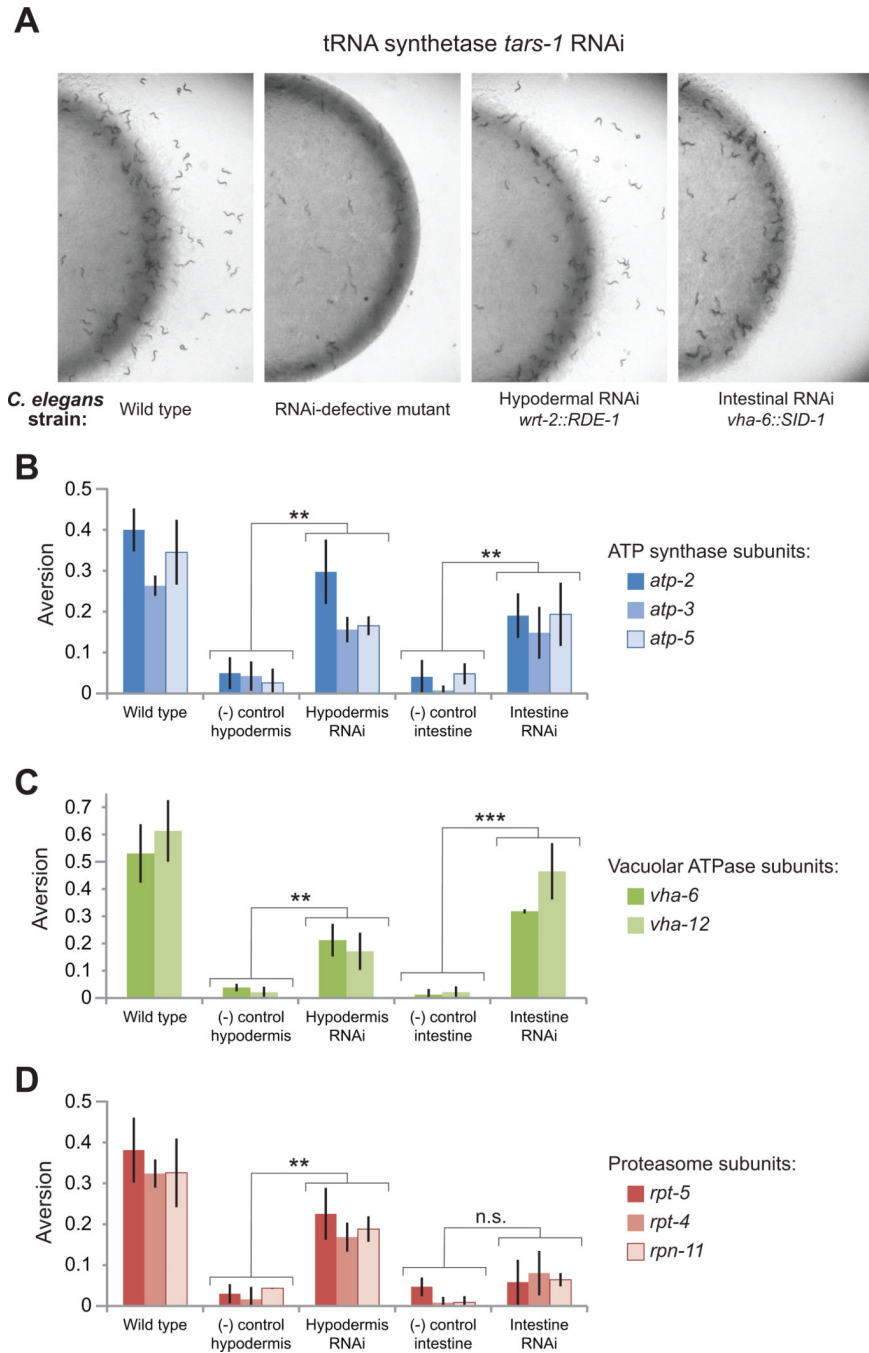 A
tRNA synthetase tars-1 RNAi
C. elegans
strain:
Wild type
RNAi-defective mutant
Hypodermal RNAi
wrt-2::RDE-1
Intestinal RNAi
vha-6::SID-1
B
0.5
0.4
0.3
0.2
0.1
0
Aversion
**
**
Wild type
(-) control
hypodermis
Hypodermis
RNAi
(-) control
intestine
Intestine
RNAi
ATP synthase subunits:
atp-2
atp-3
atp-5
C
0.7
0.6
0.5
0.4
0.3
0.2
0.1
0
Aversion
**
***
Wild type
(-) control
hypodermis
Hypodermis
RNAi
(-) control
intestine
Intestine
RNAi
Vacuolar ATPase subunits:
vha-6
vha-12
D
0.5
0.4
0.3
0.2
0.1
0
Aversion
**
n.s.
Wild type
(-) control
hypodermis
Hypodermis
RNAi
(-) control
intestine
Intestine
RNAi
Proteasome subunits:
rpt-5
rpt-4
rpn-11